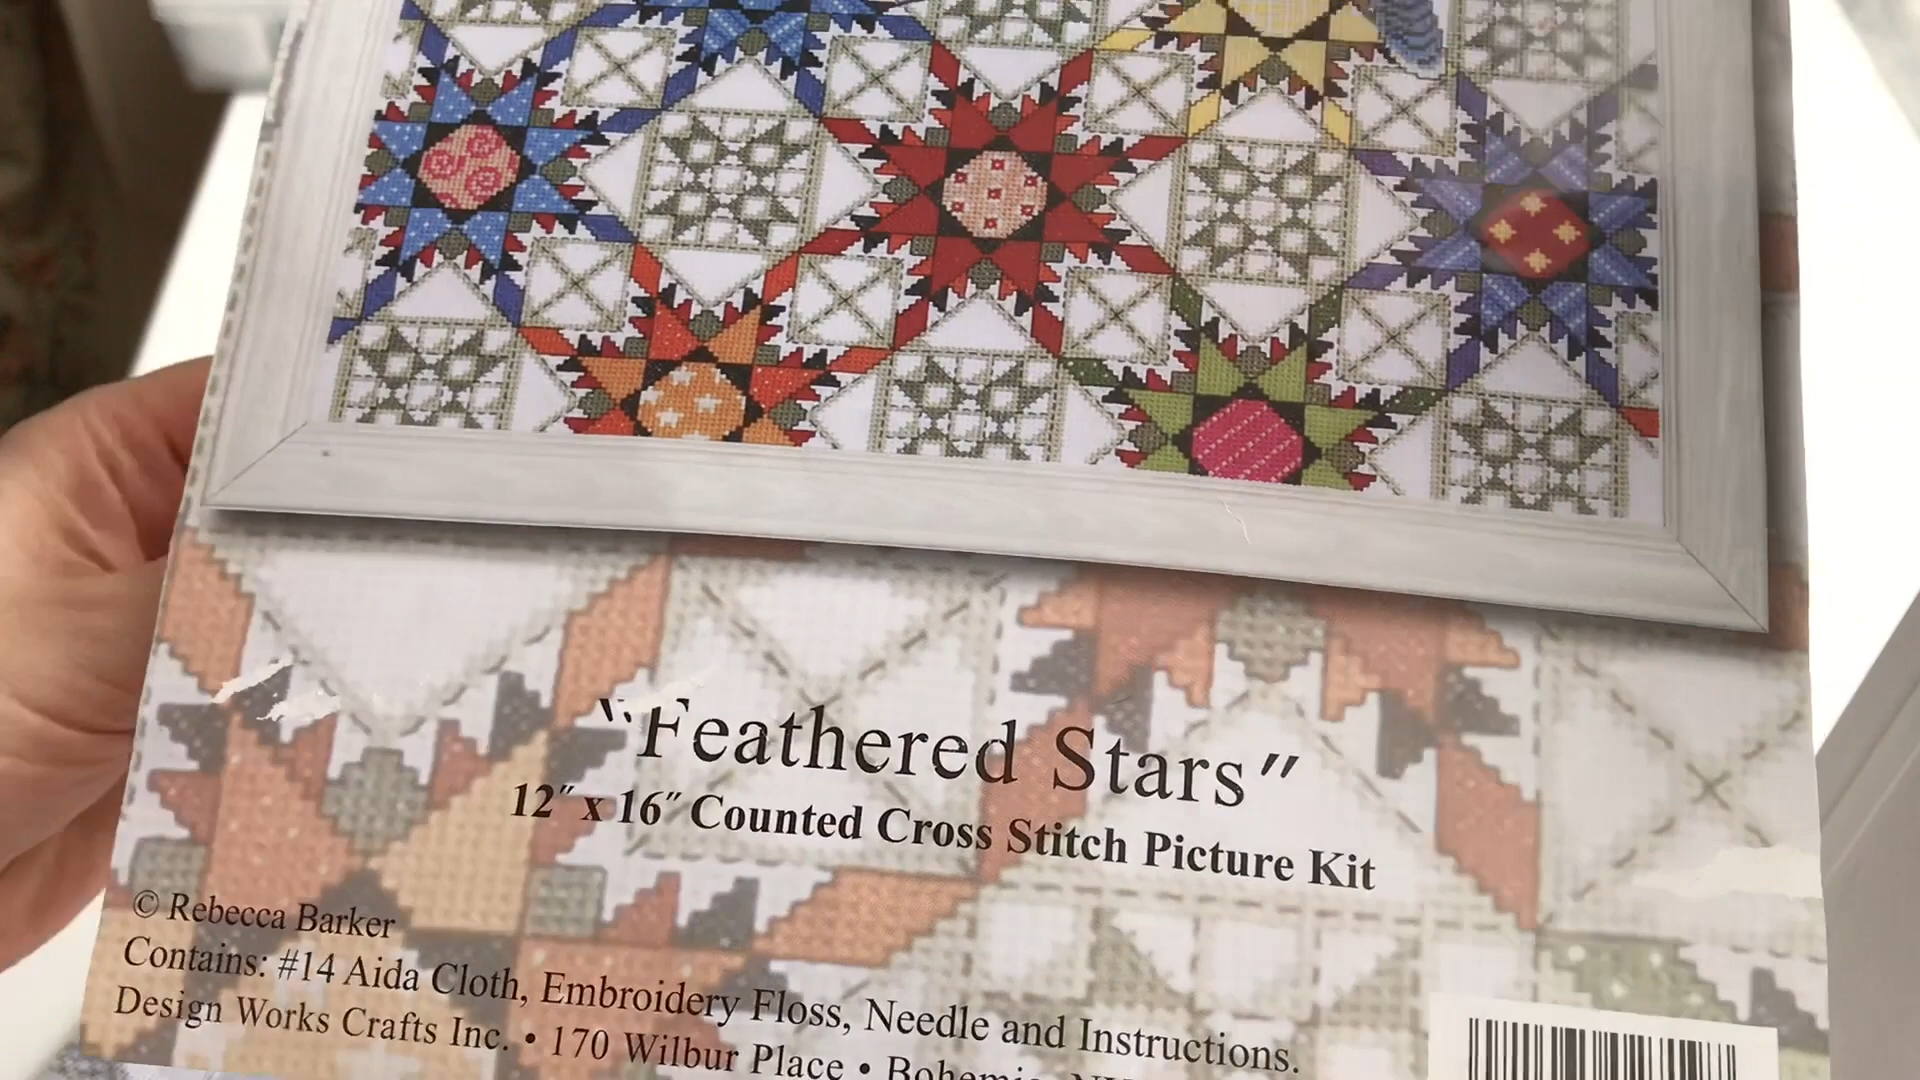 "Feathered Stars"
12" x 16" Counted Cross Stitch Picture Kit
© Rebecca Barker
Contains: #14 Aida Cloth, Embroidery Floss, Needle and Instructions.
Design Works Crafts Inc. • 170 Wilbur Place •